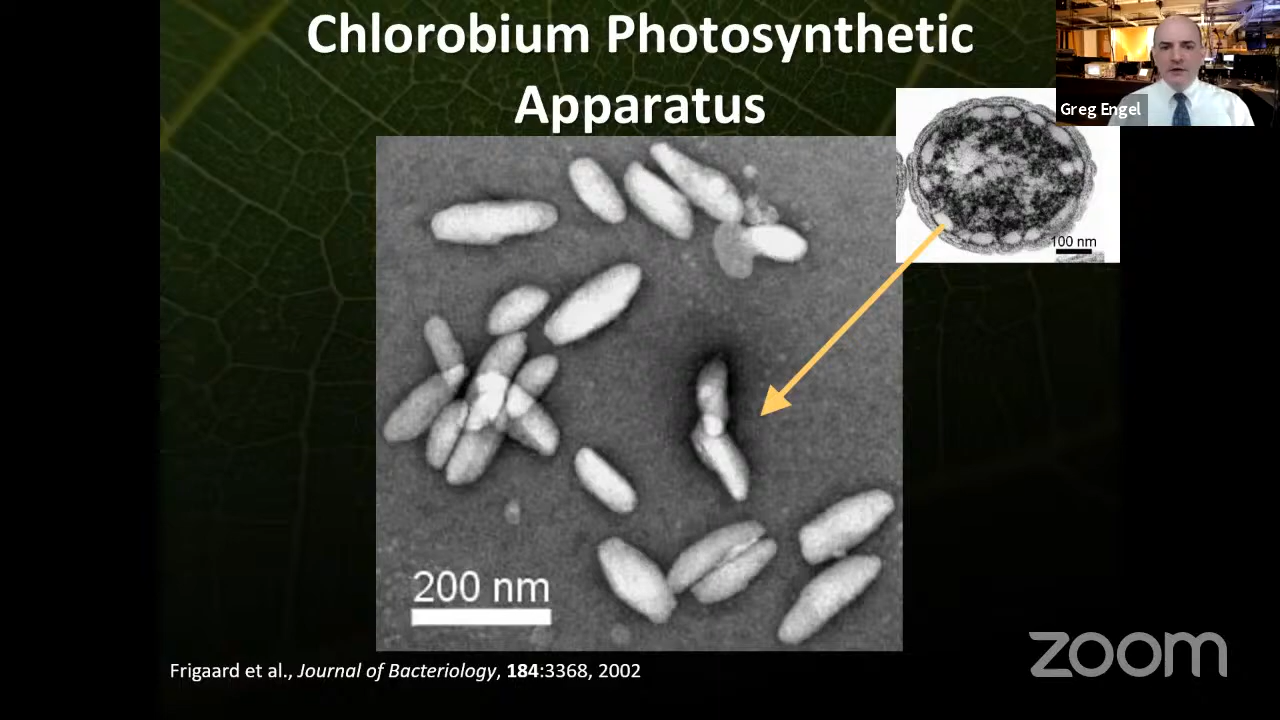 Chlorobium Photosynthetic
Apparatus
Greg Engel
100 nm
200 nm
zoom
Frigaard et al., Journal of Bacteriology, 184:3368, 2002